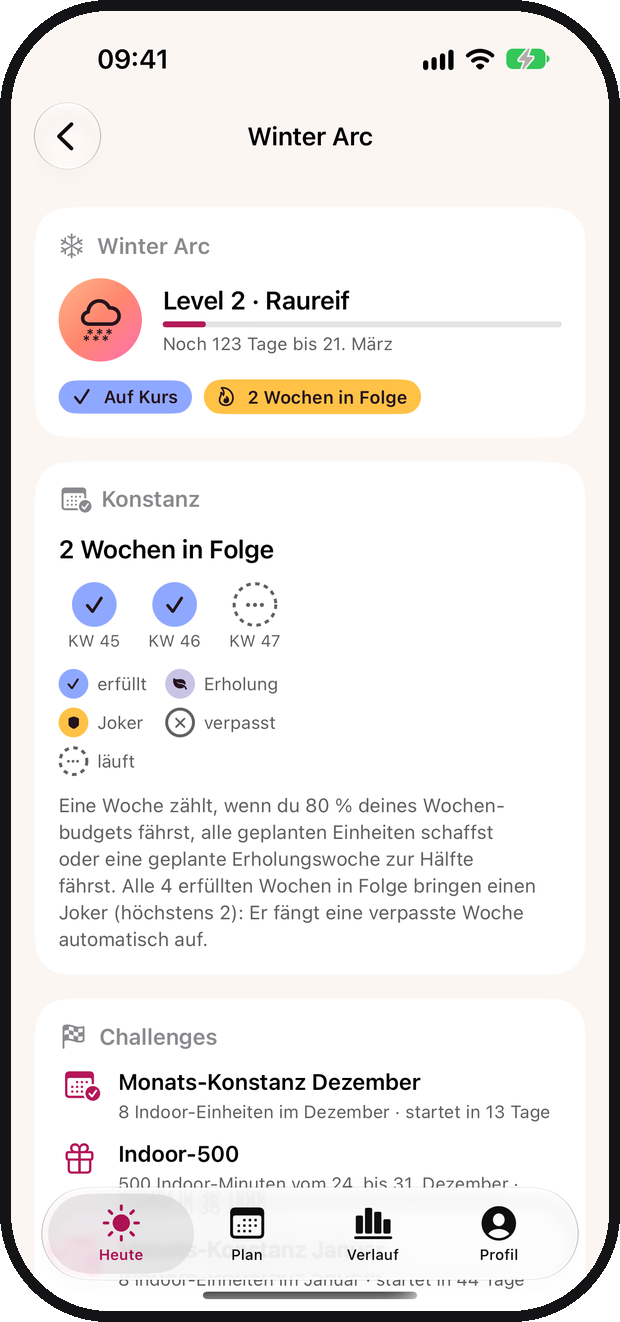 09:41
Winter Arc
Winter Arc
Level 2 · Raureif
Noch 123 Tage bis 21. März
Auf Kurs
2 Wochen in Folge
Konstanz
2 Wochen in Folge
KW 45
KW 46
KW 47
erfüllt
Erholung
Joker
verpasst
läuft
Eine Woche zählt, wenn du 80 % deines Wochen-
budgets fährst, alle geplanten Einheiten schaffst
oder eine geplante Erholungswoche zur Hälfte
fährst. Alle 4 erfüllten Wochen in Folge bringen einen
Joker (höchstens 2): Er fängt eine verpasste Woche
automatisch auf.
Challenges
Monats-Konstanz Dezember
8 Indoor-Einheiten im Dezember · startet in 13 Tage
Indoor-500
500 Indoor-Minuten vom 24. bis 31. Dezember ·
Heute
Plan
Verlauf
Profil
8 Indoor-Einheiten im Januar · startet in 44 Tage